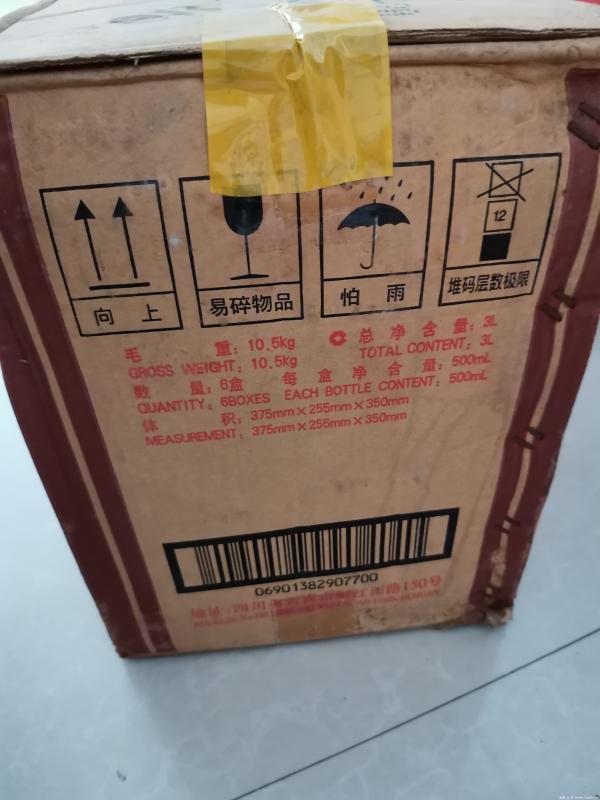 12
向 上
易碎物品
怕 雨
堆码层数极限
毛 重: 10.5kg
GROSS WEIGHT: 10.5kg
总 净 含 量: 3L
TOTAL CONTENT: 3L
数 量: 6盒 每 盒 净 含 量: 500mL
QUANTITY: 6BOXES EACH BOTTLE CONTENT: 500mL
体 积: 375mm×255mm×350mm
MEASUREMENT: 375mm×255mm×350mm
06901382907700
地址:四川省 西路150号